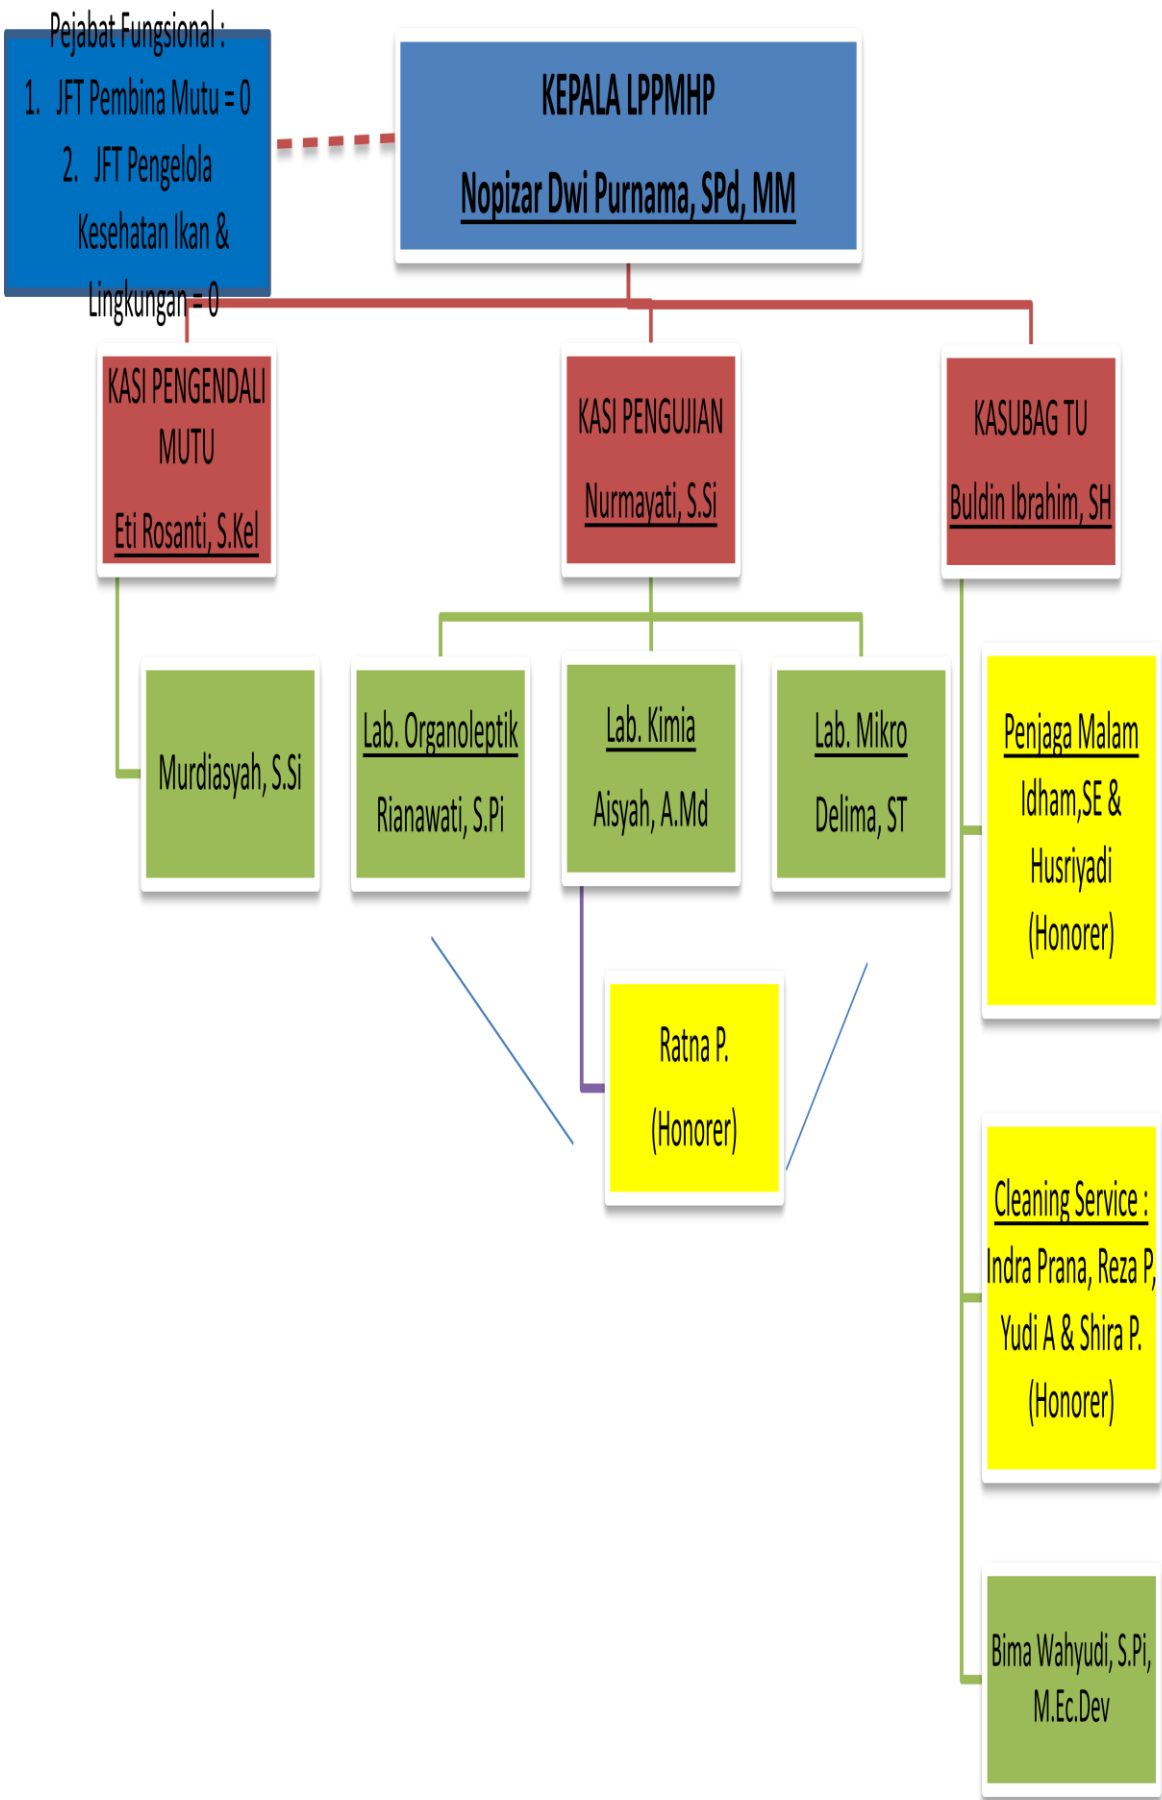 Pejabat Fungsional :
1. JFT Pembina Mutu = 0
2. JFT Pengelola
Kesehatan Ikan &
Lingkungan = 0
KEPALA LPPMHP
Nopizar Dwi Purnama, SPd, MM
KASI PENGENDALI
MUTU
Eti Rosanti, S.Kel
KASI PENGUJIAN
Nurmayati, S.Si
KASUBAG TU
Buldin Ibrahim, SH
Murdiasyah, S.Si
Lab. Organoleptik
Rianawati, S.Pi
Lab. Kimia
Aisyah, A.Md
Lab. Mikro
Delima, ST
Penjaga Malam
Idham,SE &
Husriyadi
(Honorer)
Ratna P.
(Honorer)
Cleaning Service :
Indra Prana, Reza P,
Yudi A & Shira P.
(Honorer)
Bima Wahyudi, S.Pi,
M.Ec.Dev